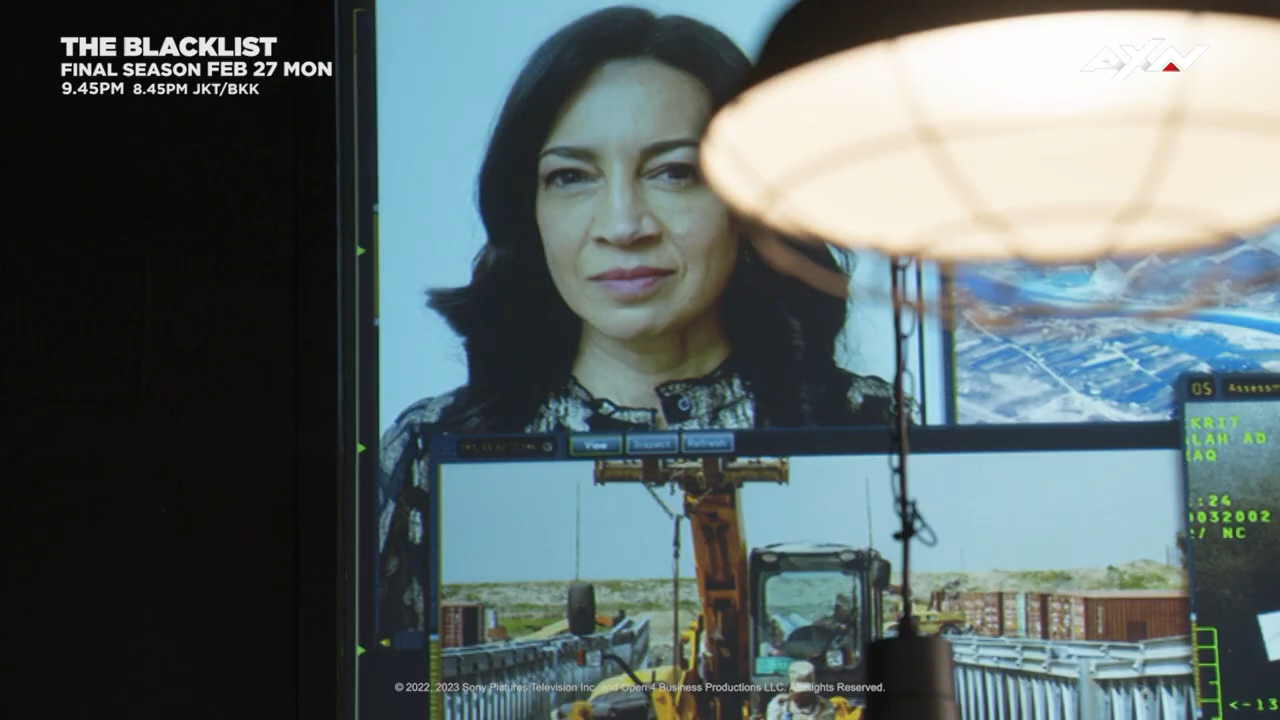 THE BLACKLIST
FINAL SEASON FEB 27 MON
9.45PM 8.45PM JKT/BKK
AXN
05 Assessm
KRIT
LAH AD
AQ
:24
0032002
/ NC
View Inspect Refresh
<-13
© 2022, 2023 Sony Pictures Television Inc. and Open 4 Business Productions LLC. All Rights Reserved.